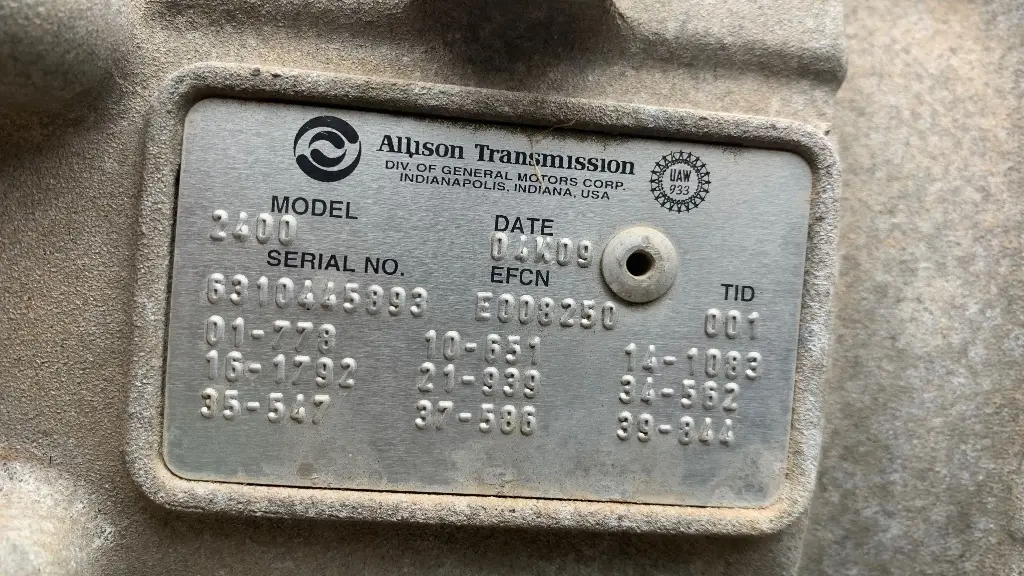 Allison Transmission
DIV. OF GENERAL MOTORS CORP.
INDIANAPOLIS, INDIANA, USA
UAW
933
MODEL
2400
DATE
04K09
SERIAL NO.
6310445393
EFCN
E008250
TID
001
01-778 10-651 14-1083
16-1792 21-939 34-562
35-547 37-586 39-344